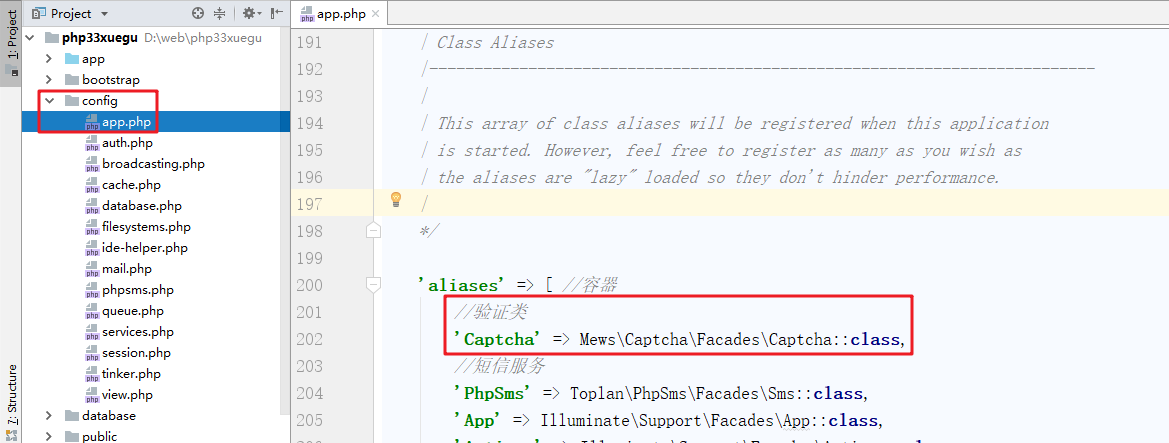 1: Project
7: Structure
Project
php33xuegu D:\web\php33xuegu
app
bootstrap
config
app.php
auth.php
broadcasting.php
cache.php
database.php
filesystems.php
ide-helper.php
mail.php
phpsms.php
queue.php
services.php
session.php
tinker.php
view.php
database
public
app.php
191 | Class Aliases
192 |--------------------------------------------------------------------------
193 |
194 | This array of class aliases will be registered when this application
195 | is started. However, feel free to register as many as you wish as
196 | the aliases are "lazy" loaded so they don't hinder performance.
197 |
198 */
199
200 'aliases' => [ //容器
201 //验证类
202 'Captcha' => Mews\Captcha\Facades\Captcha::class,
203 //短信服务
204 'PhpSms' => Toplan\PhpSms\Facades\Sms::class,
205 'App' => Illuminate\Support\Facades\App::class,